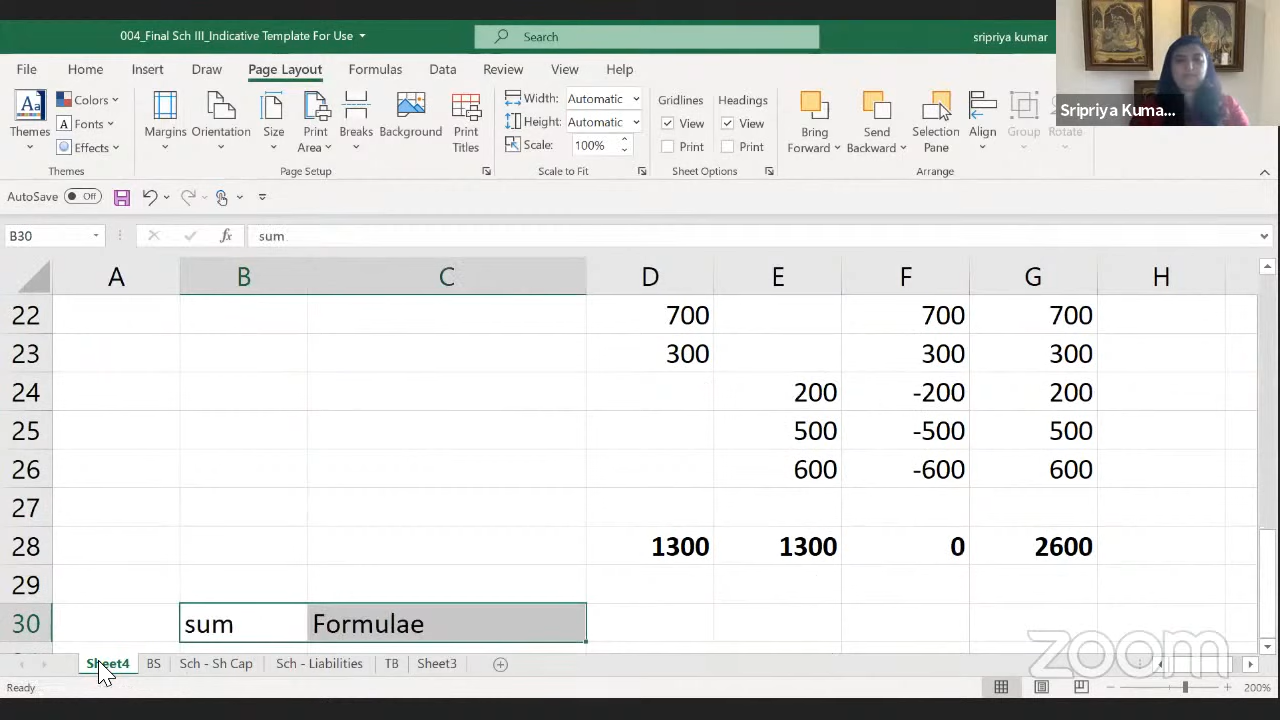 004_Final Sch III_Indicative Template For Use
Search
sripriya kumar
File Home Insert Draw Page Layout Formulas Data Review View Help
Colors
Fonts
Effects
Themes
Margins Orientation Size Print Area Breaks Background Print Titles
Width: Automatic
Height: Automatic
Scale: 100%
Gridlines Headings
View View
Print Print
Bring Forward Send Backward Selection Pane Align Group Rotate
Themes Page Setup Scale to Fit Sheet Options Arrange
Sripriya Kuma...
AutoSave Off
B30 fx sum
A B C D E F G H
22 700 700 700
23 300 300 300
24 200 -200 200
25 500 -500 500
26 600 -600 600
27
28 1300 1300 0 2600
29
30 sum Formulae
zoom
Sheet4 BS Sch - Sh Cap Sch - Liabilities TB Sheet3
Ready 200%